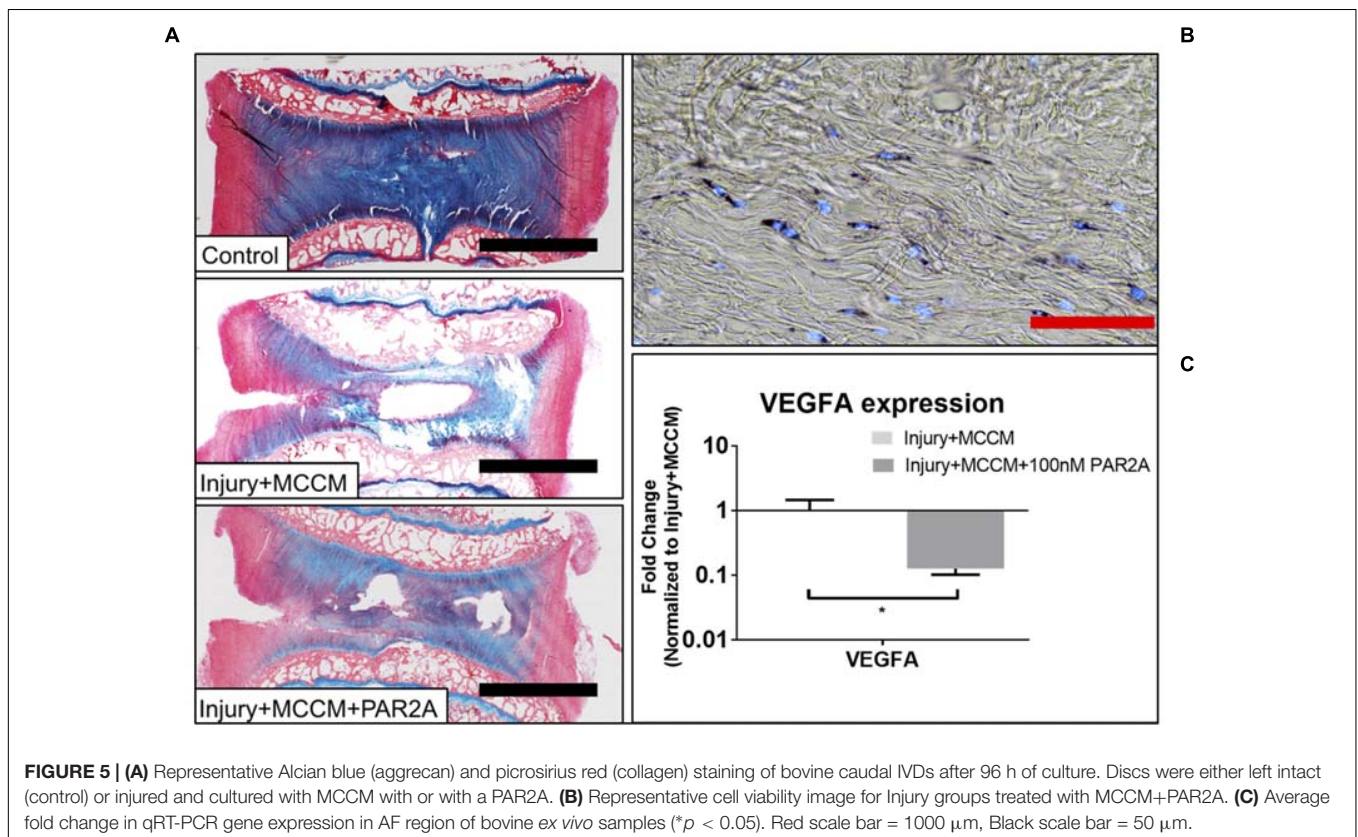 A
B
Control
Injury+MCCM
Injury+MCCM+PAR2A
C
VEGFA expression
Injury+MCCM
Injury+MCCM+100nM PAR2A
Fold Change
(Normalized to Injury+MCCM)
10
1
0.1
0.01
*
VEGFA
FIGURE 5 | (A) Representative Alcian blue (aggrecan) and picrosirius red (collagen) staining of bovine caudal IVDs after 96 h of culture. Discs were either left intact
(control) or injured and cultured with MCCM with or with a PAR2A. (B) Representative cell viability image for Injury groups treated with MCCM+PAR2A. (C) Average
fold change in qRT-PCR gene expression in AF region of bovine ex vivo samples (*p < 0.05). Red scale bar = 1000 μm, Black scale bar = 50 μm.